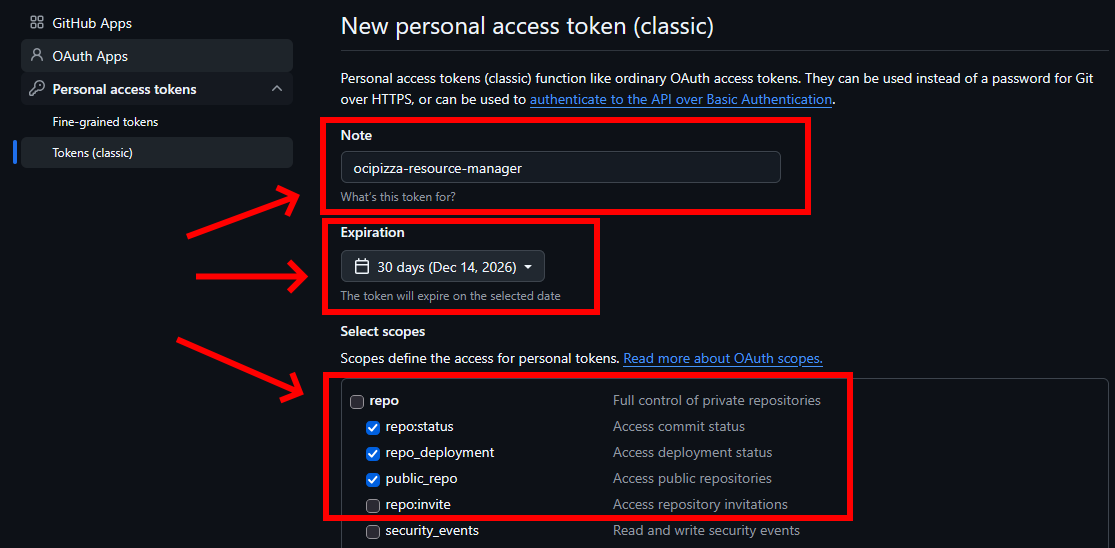 GitHub Apps
OAuth Apps
Personal access tokens
Fine-grained tokens
Tokens (classic)
New personal access token (classic)
Personal access tokens (classic) function like ordinary OAuth access tokens. They can be used instead of a password for Git
over HTTPS, or can be used to authenticate to the API over Basic Authentication.
Note
ocipizza-resource-manager
What's this token for?
Expiration
30 days (Dec 14, 2026)
The token will expire on the selected date
Select scopes
Scopes define the access for personal tokens. Read more about OAuth scopes.
repo Full control of private repositories
repo:status Access commit status
repo_deployment Access deployment status
public_repo Access public repositories
repo:invite Access repository invitations
security_events Read and write security events